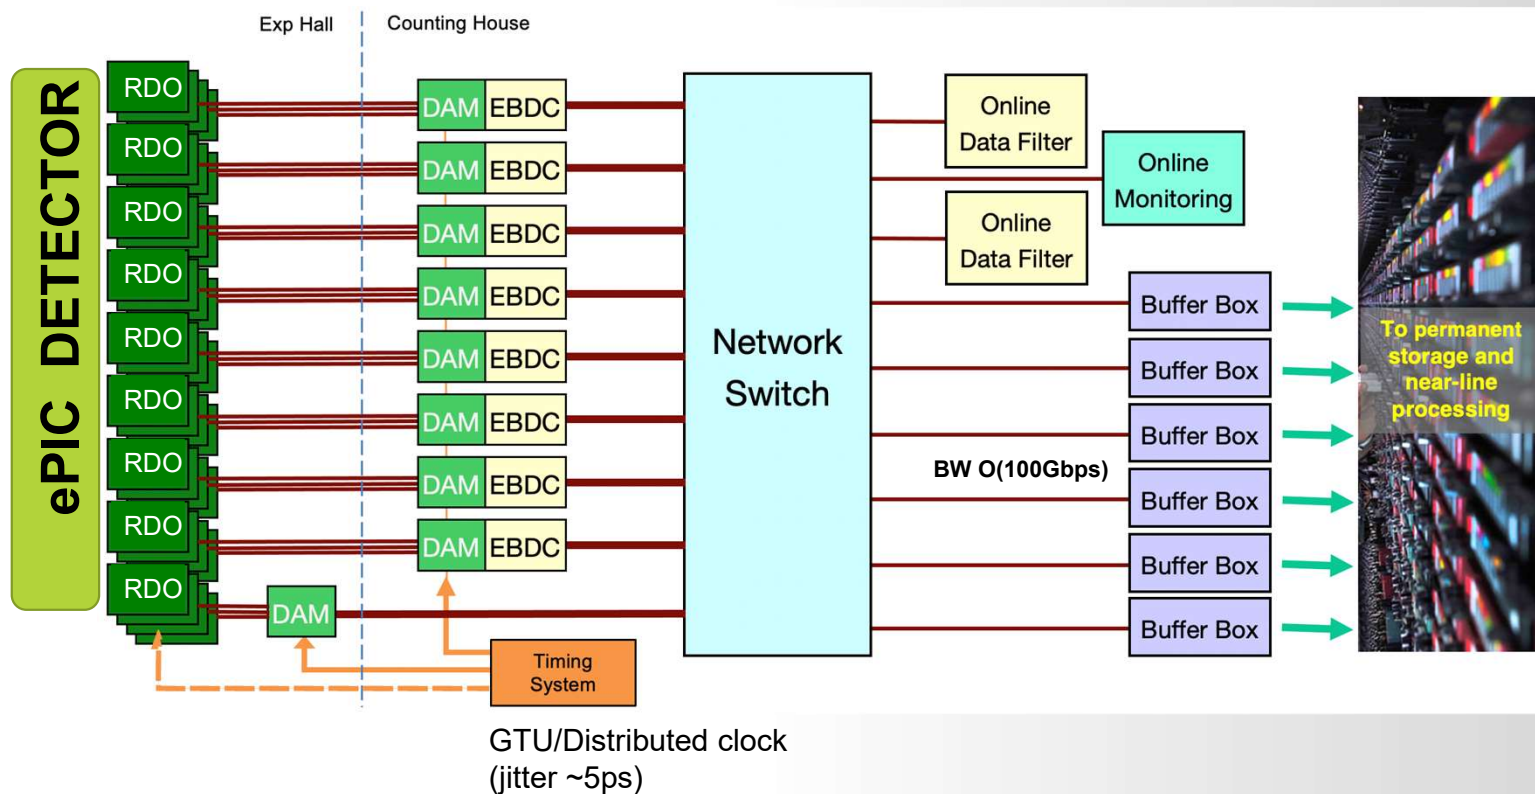 Exp Hall
Counting House
ePIC DETECTOR
RDO
RDO
RDO
RDO
RDO
RDO
RDO
RDO
RDO
DAM EBDC
DAM EBDC
DAM EBDC
DAM EBDC
DAM EBDC
DAM EBDC
DAM EBDC
DAM EBDC
DAM
Timing
System
GTU/Distributed clock
(jitter ~5ps)
Network
Switch
Online
Data Filter
Online
Monitoring
Online
Data Filter
BW O(100Gbps)
Buffer Box
Buffer Box
Buffer Box
Buffer Box
Buffer Box
Buffer Box
To permanent
storage and
near-line
processing